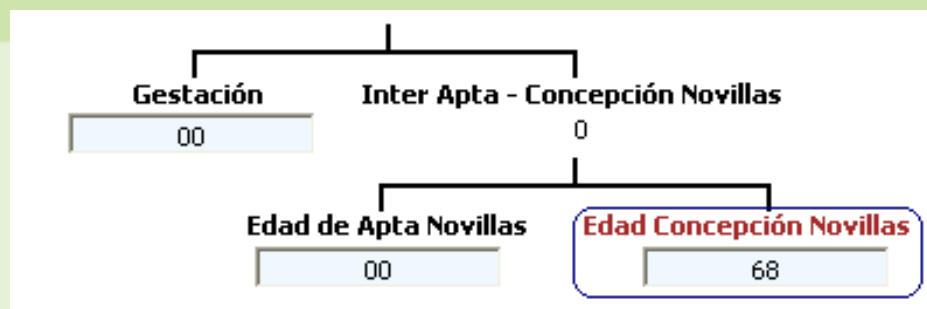 Gestación
00
Inter Apta - Concepción Novillas
0
Edad de Apta Novillas
00
Edad Concepción Novillas
68